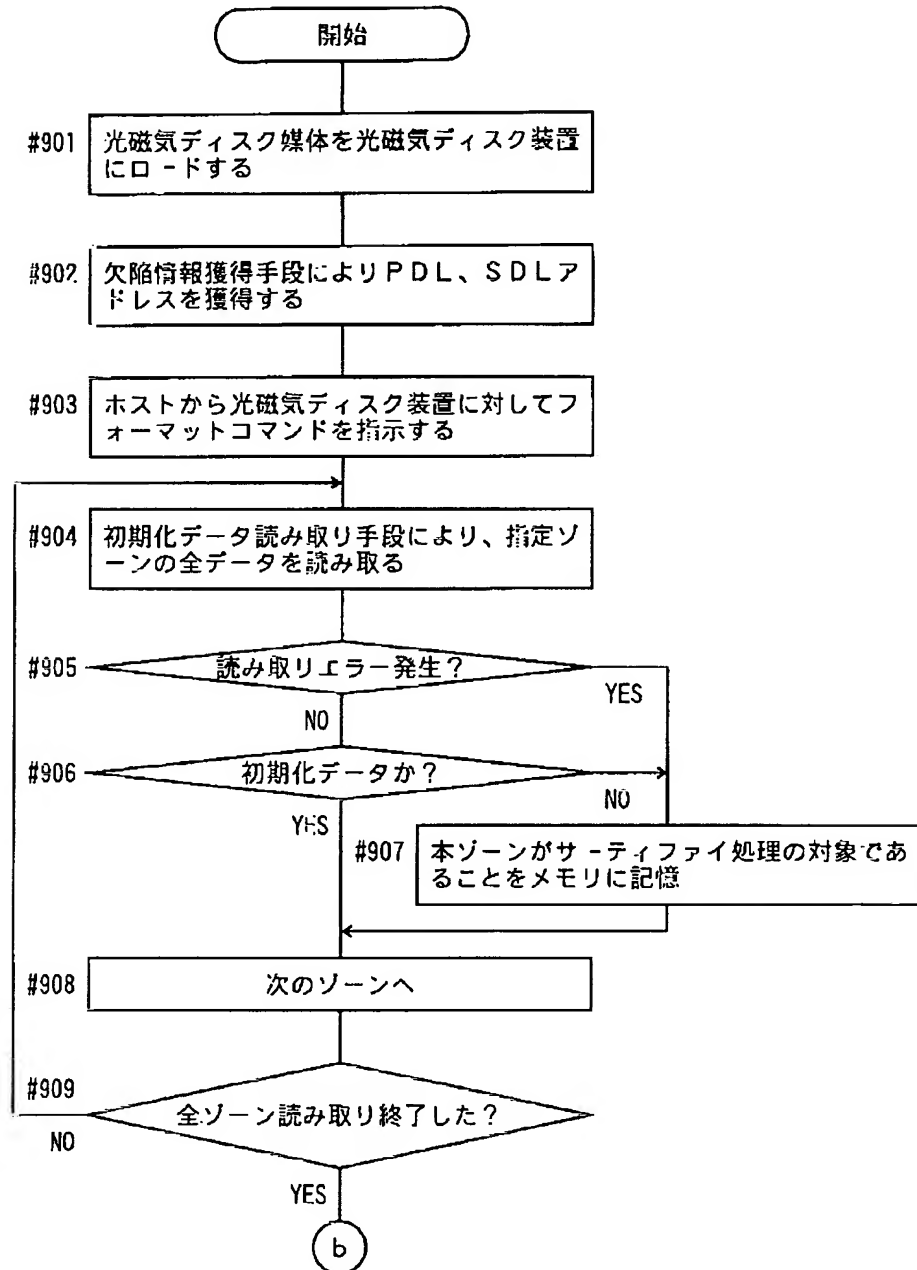 開始
#901
光磁気ディスク媒体を光磁気ディスク装置
にロードする
#902
欠陥情報獲得手段によりPDL、SDLア
ドレスを獲得する
#903
ホストから光磁気ディスク装置に対してフ
ォーマットコマンドを指示する
#904
初期化データ読み取り手段により、指定ゾ
ーンの全データを読み取る
#905
読み取りエラー発生?
YES
NO
#906
初期化データか?
NO
YES
#907
本ゾーンがサーティファイ処理の対象であ
ることをメモリに記憶
#908
次のゾーンへ
#909
全ゾーン読み取り終了した?
NO
YES
b